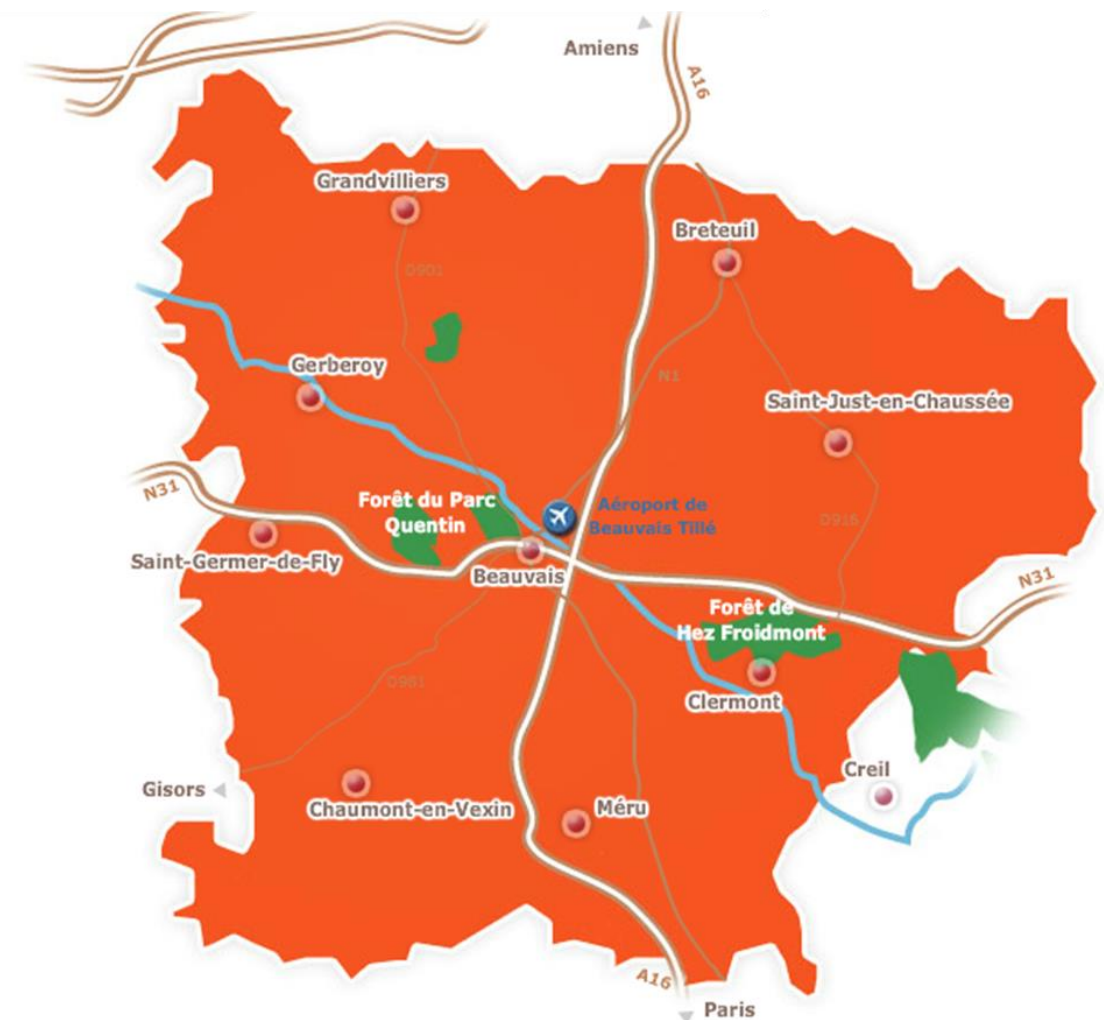 Amiens
A16
Grandvilliers
Breteuil
D901
Gerberoy
N1
Saint-Just-en-Chaussée
N31
Forêt du Parc
Quentin
Aéroport de
Beauvais Tillé
D916
Saint-Germer-de-Fly
Beauvais
N31
Forêt de
Hez Froidmont
D981
Clermont
Creil
Gisors
Chaumont-en-Vexin
Méru
A16
Paris